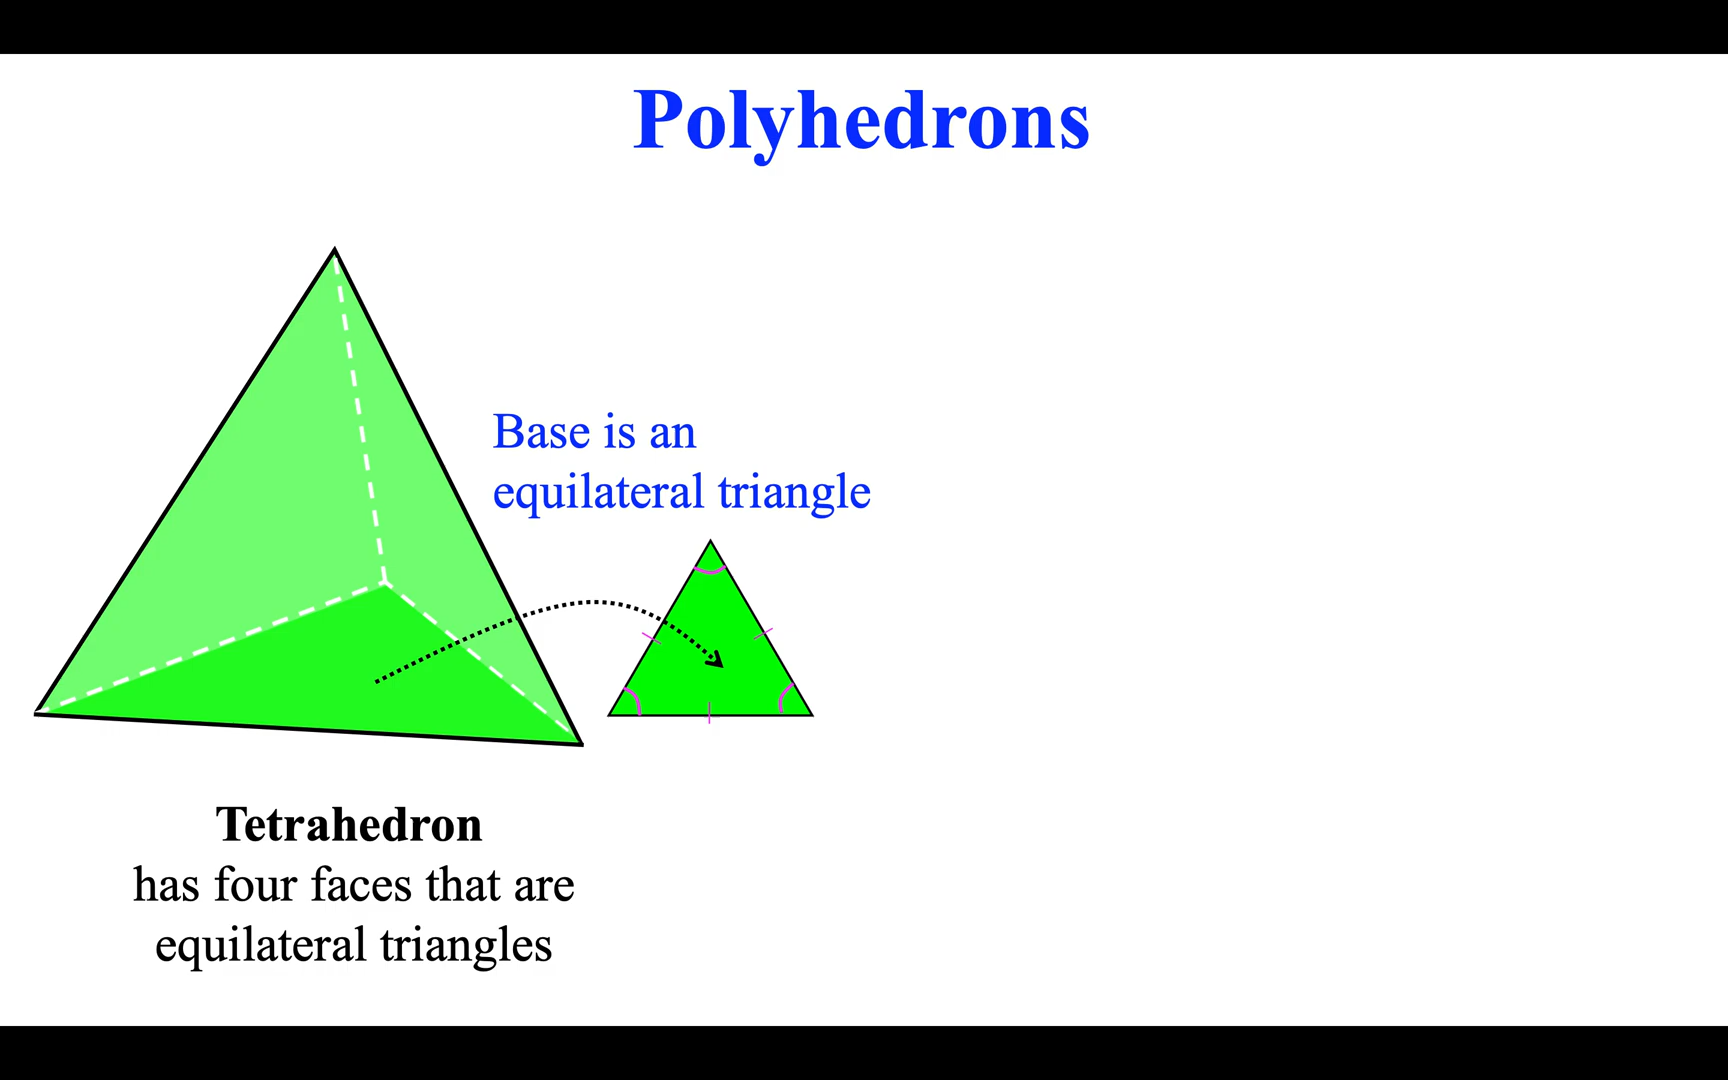 Polyhedrons
Base is an
equilateral triangle
Tetrahedron
has four faces that are
equilateral triangles